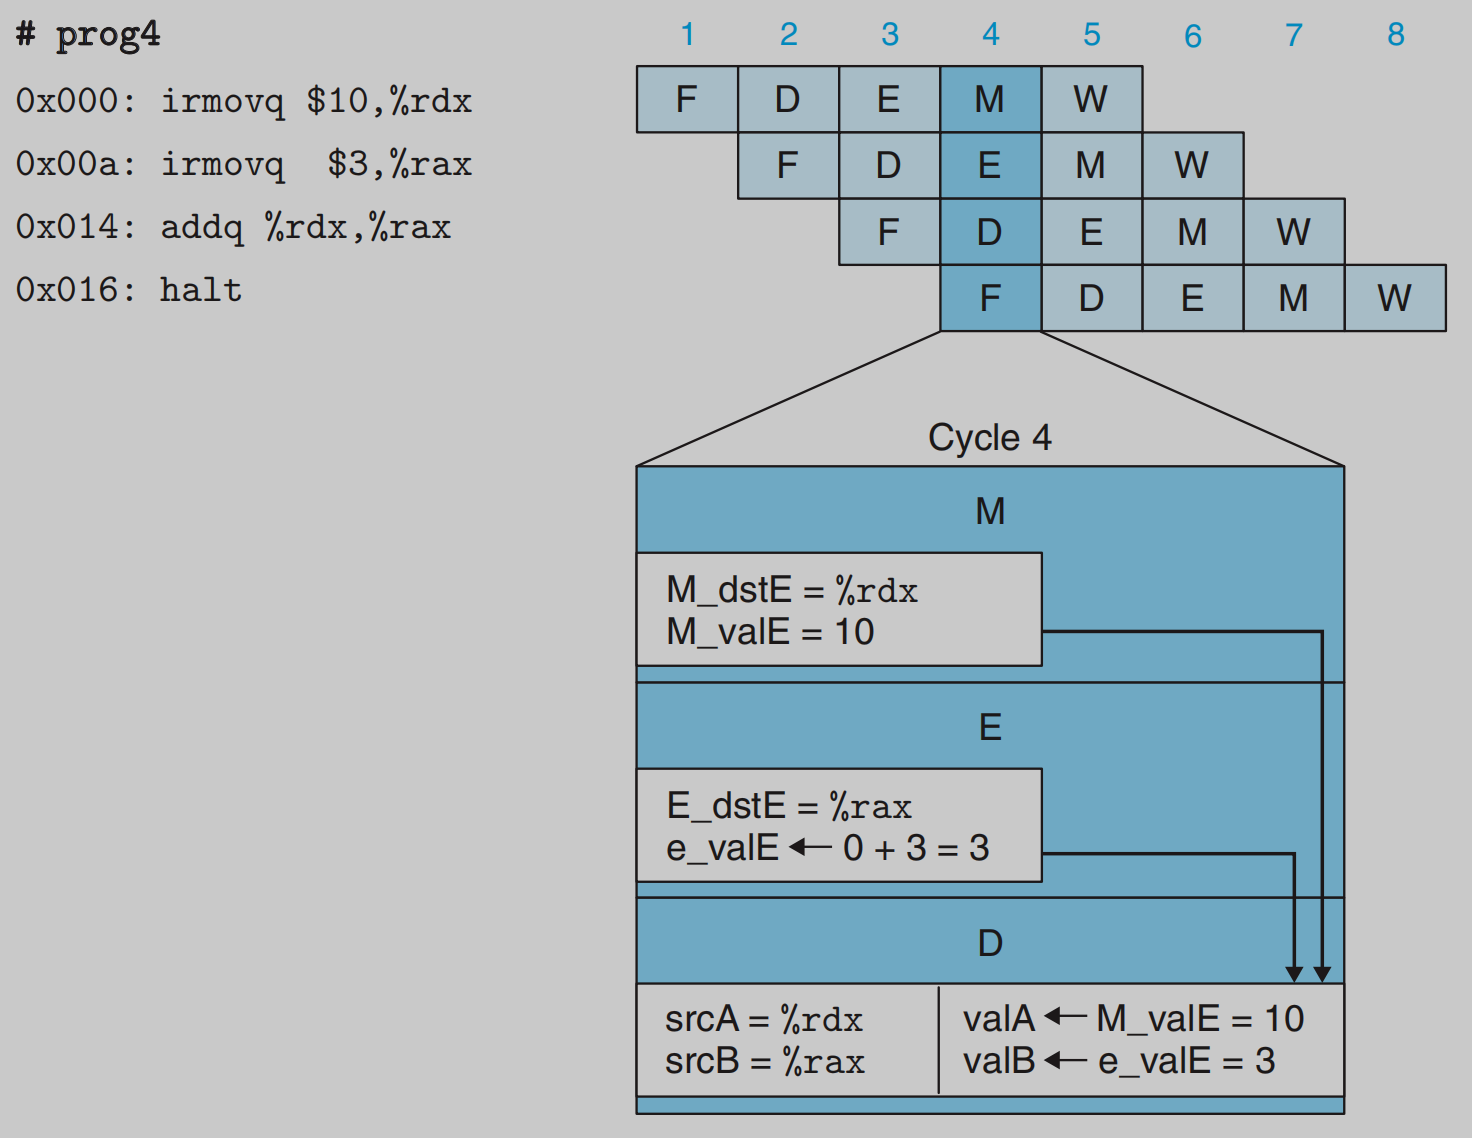 # prog4
0x000: irmovq $10,%rdx
0x00a: irmovq  $3,%rax
0x014: addq %rdx,%rax
0x016: halt
1 2 3 4 5 6 7 8
F D E M W
F D E M W
F D E M W
F D E M W
Cycle 4
M
M_dstE = %rdx
M_valE = 10
E
E_dstE = %rax
e_valE ← 0 + 3 = 3
D
srcA = %rdx valA ← M_valE = 10
srcB = %rax valB ← e_valE = 3